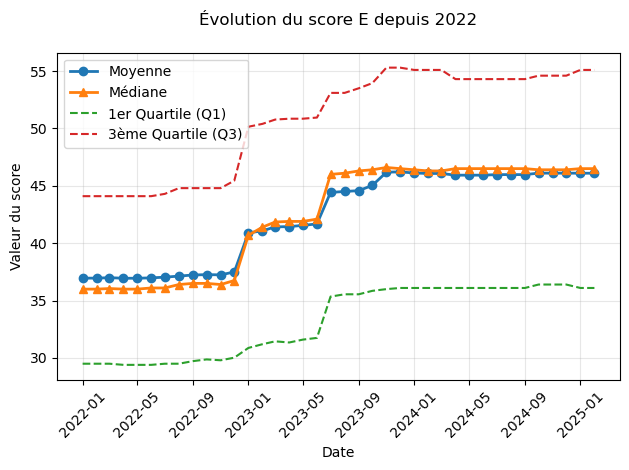 Évolution du score E depuis 2022
Moyenne
Médiane
1er Quartile (Q1)
3ème Quartile (Q3)
Valeur du score
55
50
45
40
35
30
2022-01
2022-05
2022-09
2023-01
2023-05
2023-09
2024-01
2024-05
2024-09
2025-01
Date